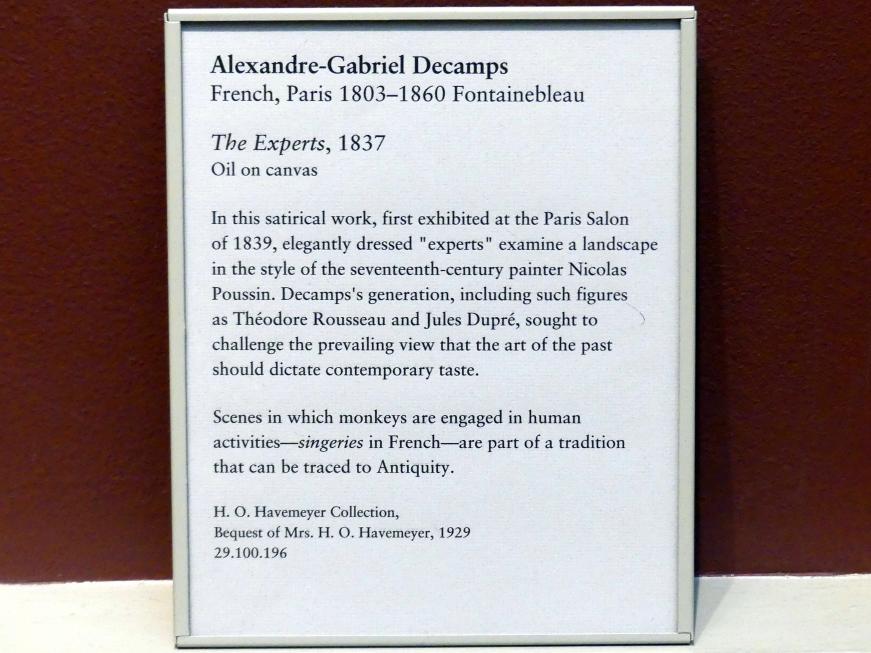 Alexandre-Gabriel Decamps
French, Paris 1803–1860 Fontainebleau
The Experts, 1837
Oil on canvas
In this satirical work, first exhibited at the Paris Salon
of 1839, elegantly dressed "experts" examine a landscape
in the style of the seventeenth-century painter Nicolas
Poussin. Decamps's generation, including such figures
as Théodore Rousseau and Jules Dupré, sought to
challenge the prevailing view that the art of the past
should dictate contemporary taste.
Scenes in which monkeys are engaged in human
activities—singeries in French—are part of a tradition
that can be traced to Antiquity.
H. O. Havemeyer Collection,
Bequest of Mrs. H. O. Havemeyer, 1929
29.100.196